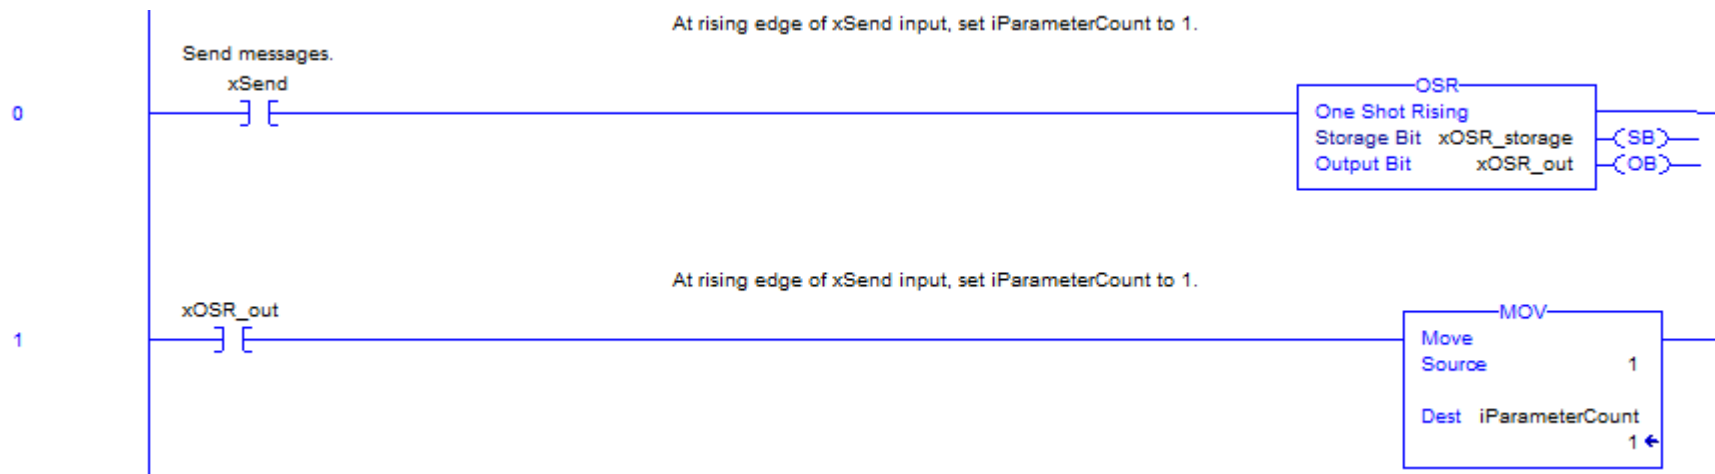 At rising edge of xSend input, set iParameterCount to 1.
Send messages.
xSend
0
OSR
One Shot Rising
Storage Bit xOSR_storage
SB
Output Bit xOSR_out
OB
At rising edge of xSend input, set iParameterCount to 1.
xOSR_out
1
MOV
Move
Source 1
Dest iParameterCount
1